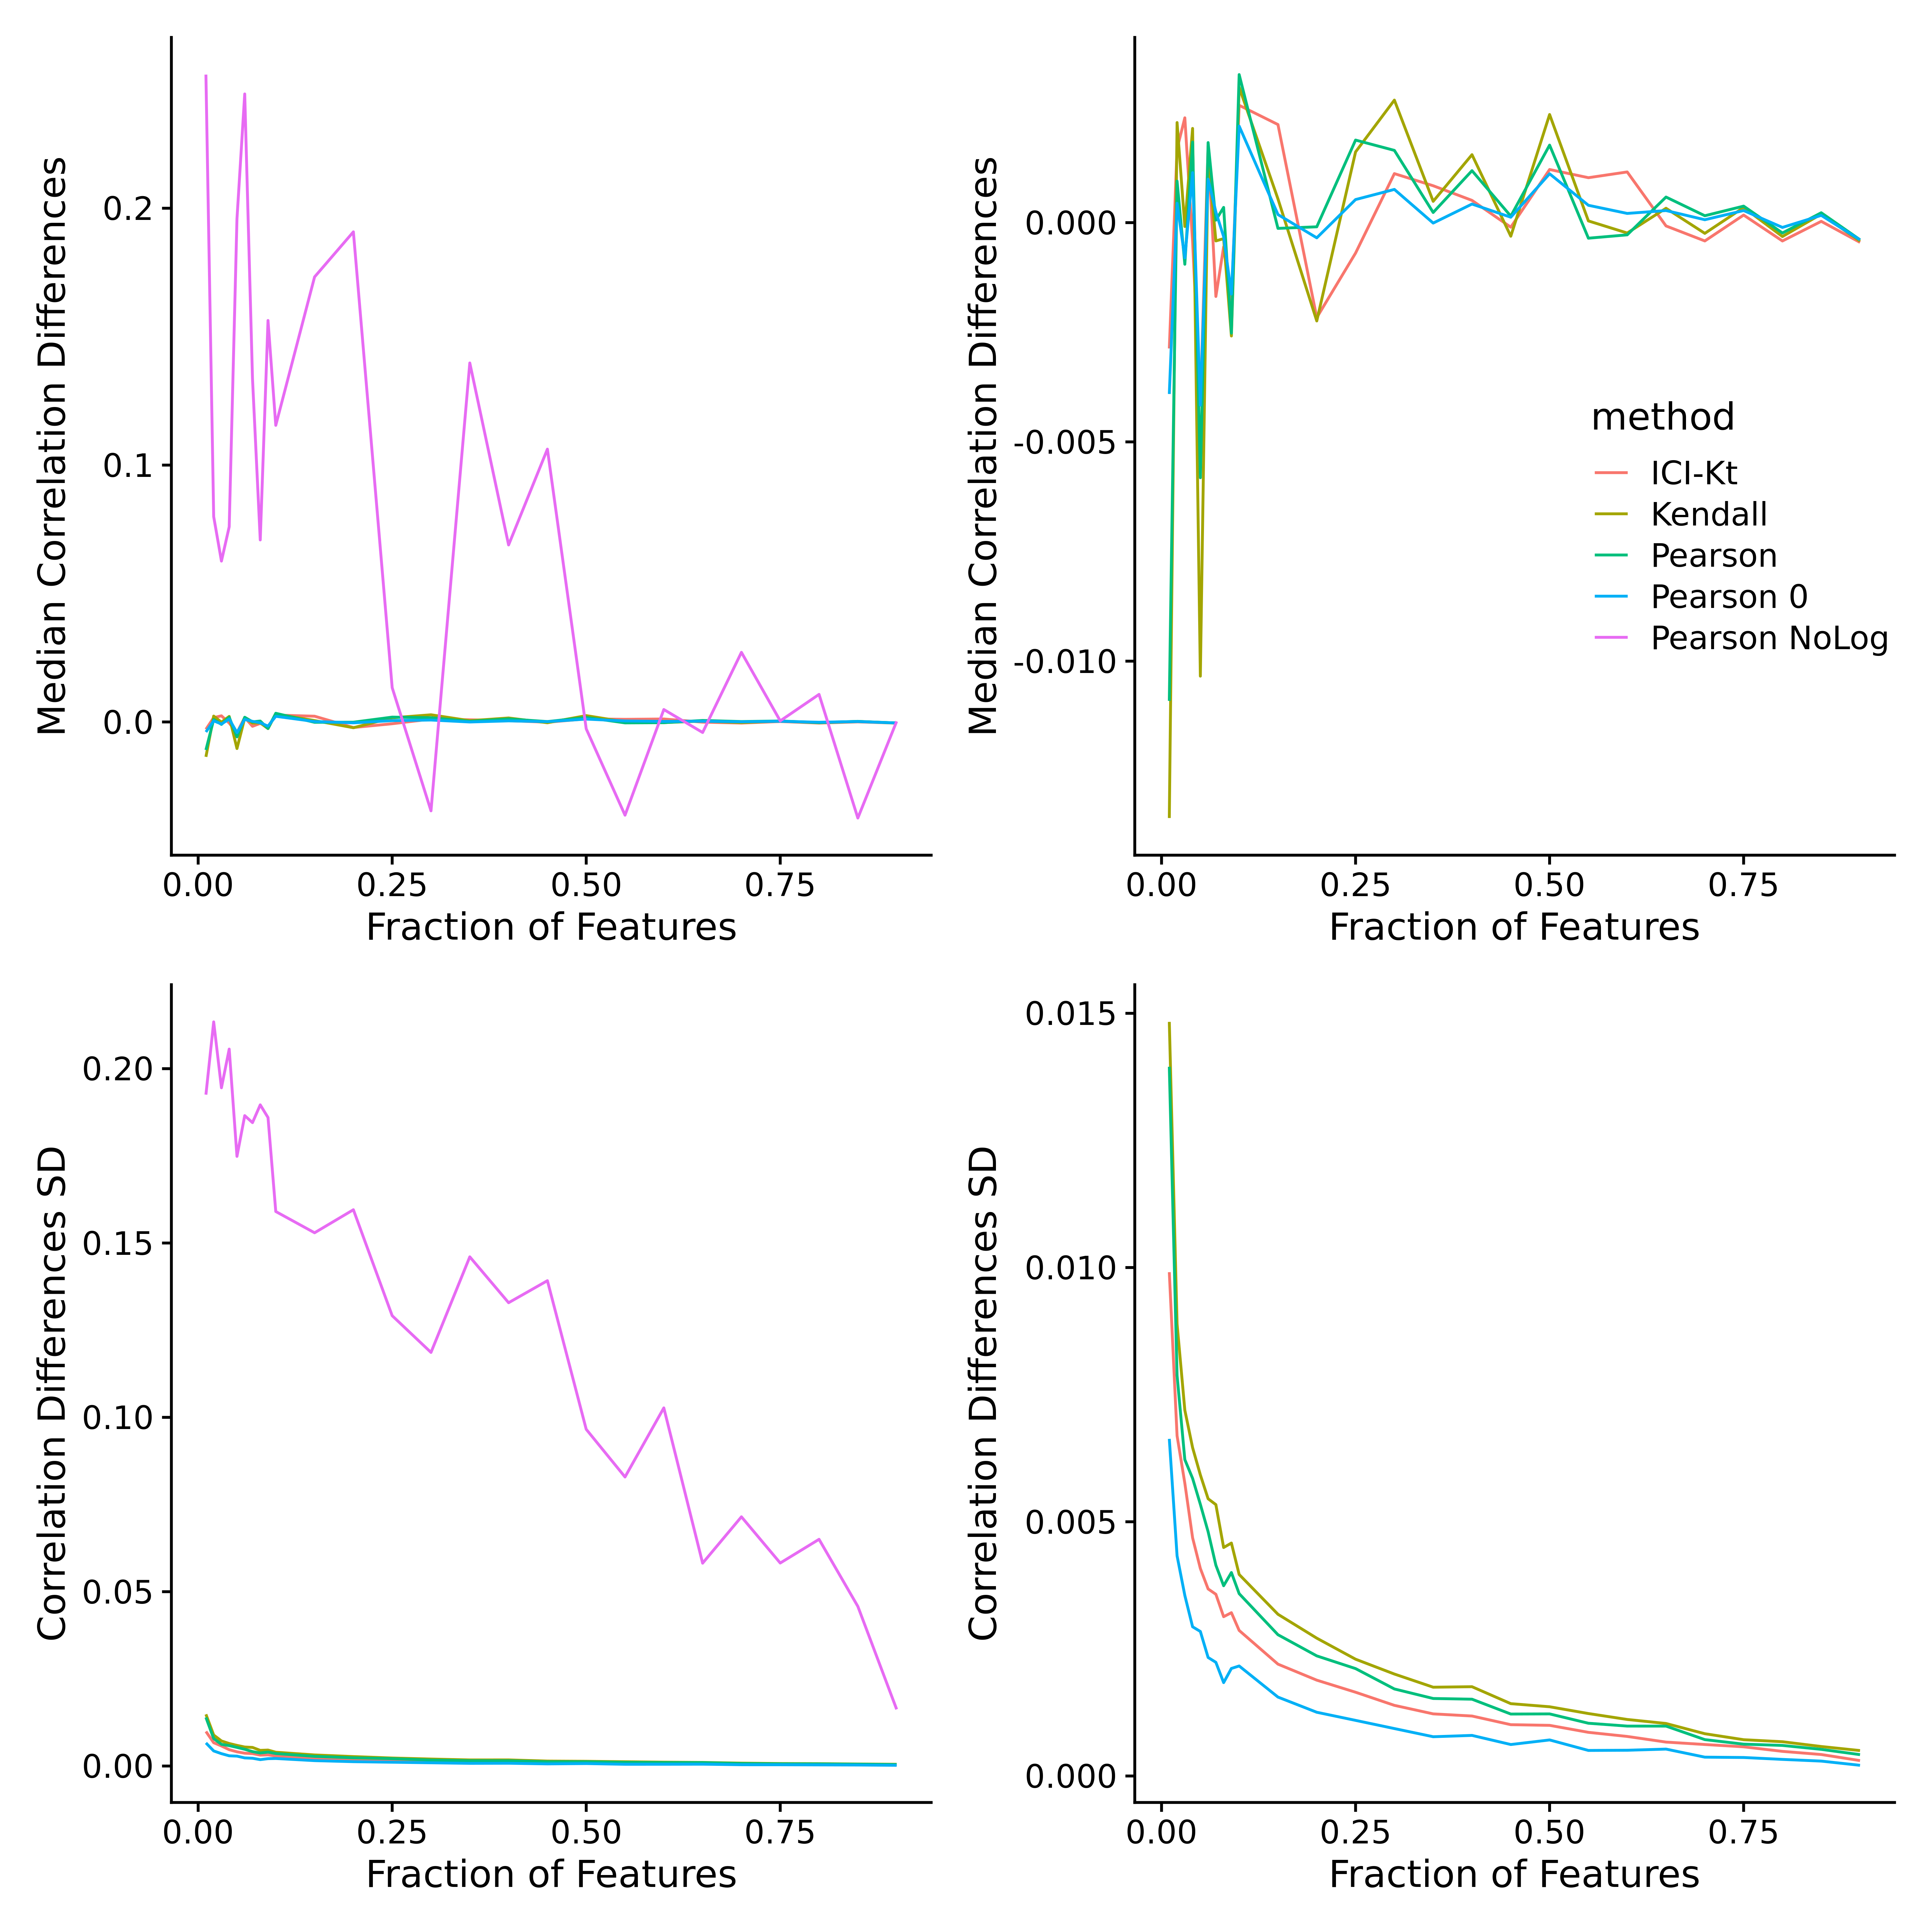 Median Correlation Differences
0.2
0.1
0.0
0.00 0.25 0.50 0.75
Fraction of Features
Median Correlation Differences
0.000
-0.005
-0.010
method
ICI-Kt
Kendall
Pearson
Pearson 0
Pearson NoLog
0.00 0.25 0.50 0.75
Fraction of Features
Correlation Differences SD
0.20
0.15
0.10
0.05
0.00
0.00 0.25 0.50 0.75
Fraction of Features
Correlation Differences SD
0.015
0.010
0.005
0.000
0.00 0.25 0.50 0.75
Fraction of Features